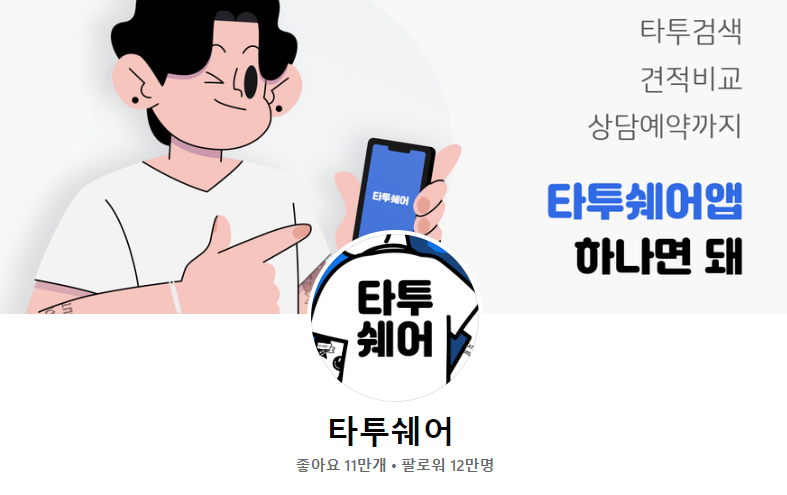 타투검색
견적비교
상담예약까지
타투쉐어앱
하나면 돼
타투쉐어
타투
쉐어
타투쉐어
좋아요 11만개 • 팔로워 12만명